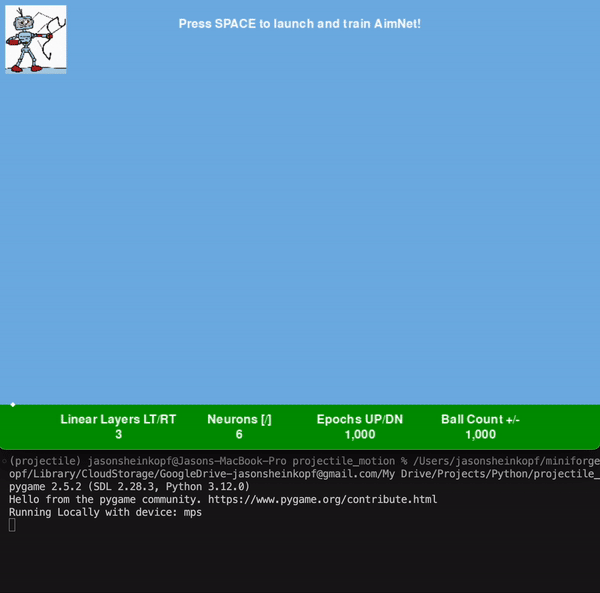 Press SPACE to launch and train AimNet!
Linear Layers LT/RT Neurons [/] Epochs UP/DN Ball Count +/-
3 6 1,000 1,000
(projectile) jasonsheinkopf@Jasons-MacBook-Pro projectile_motion % /Users/jasonsheinkopf/miniforge
opf/Library/CloudStorage/GoogleDrive-jasonsheinkopf@gmail.com/My Drive/Projects/Python/projectile_
pygame 2.5.2 (SDL 2.28.3, Python 3.12.0)
Hello from the pygame community. https://www.pygame.org/contribute.html
Running Locally with device: mps